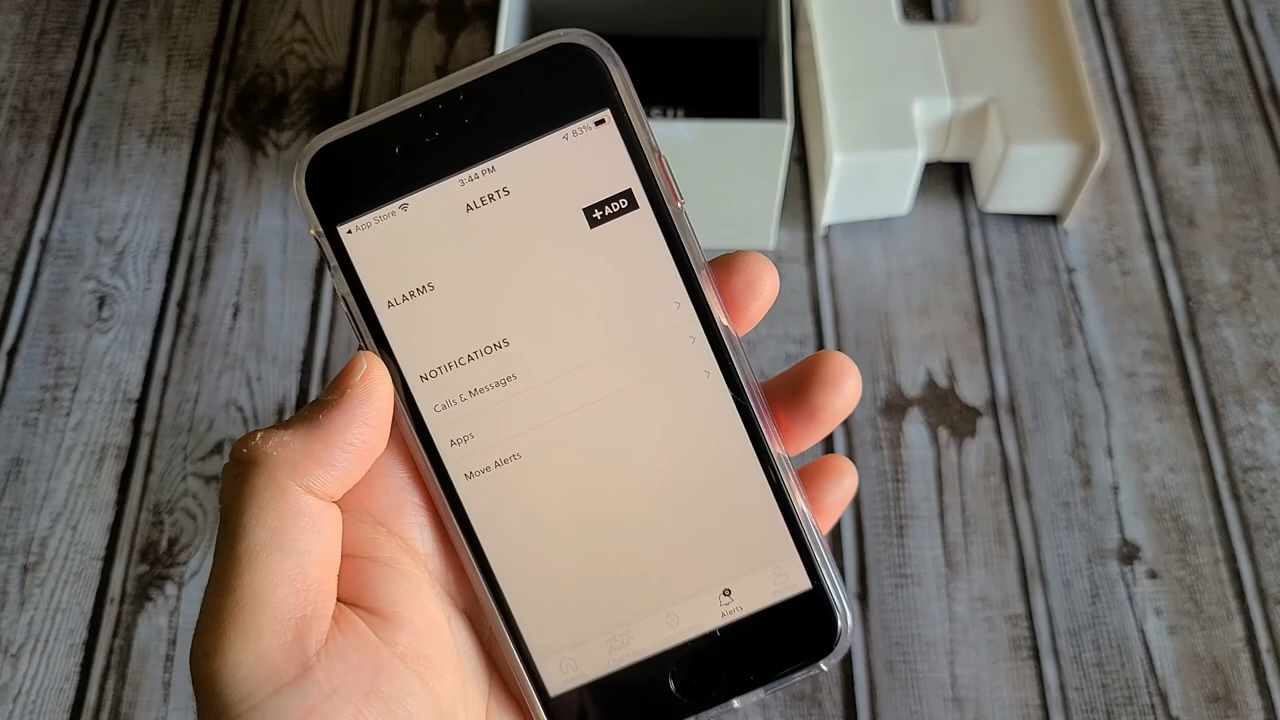 3:44 PM
83%
App Store
ALERTS
+ADD
ALARMS
NOTIFICATIONS
Calls & Messages
Apps
Move Alerts
Alerts